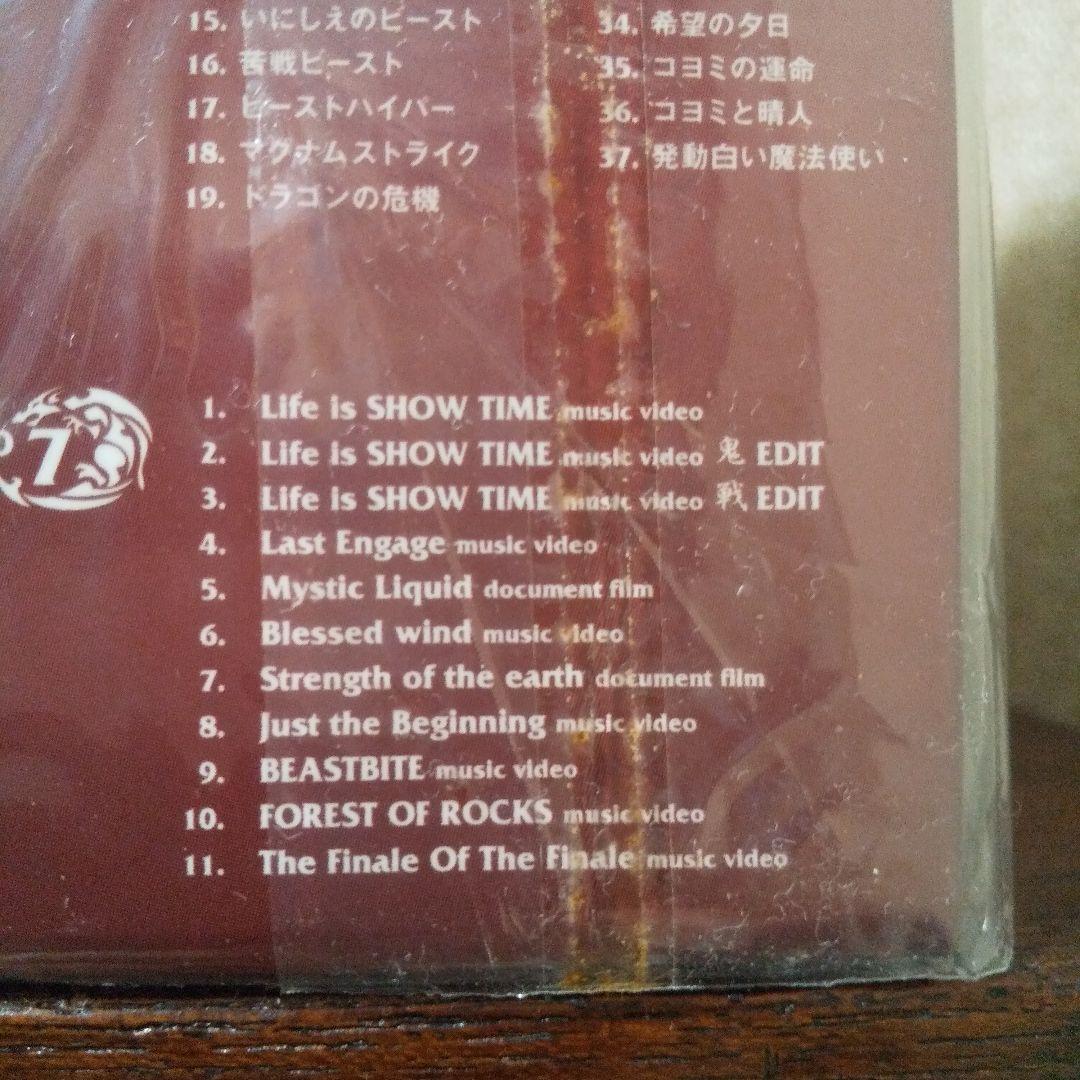 15. いにしえのビースト
16. 苦戦ビースト
17. ビーストハイパー
18. マグナムストライク
19. ドラゴンの危機
34. 希望の夕日
35. コヨミの運命
36. コヨミと晴人
37. 発動白い魔法使い
7
1. Life is SHOW TIME music video
2. Life is SHOW TIME music video 鬼 EDIT
3. Life is SHOW TIME music video 戦 EDIT
4. Last Engage music video
5. Mystic Liquid document film
6. Blessed wind music video
7. Strength of the earth document film
8. Just the Beginning music video
9. BEASTBITE music video
10. FOREST OF ROCKS music video
11. The Finale Of The Finale music video